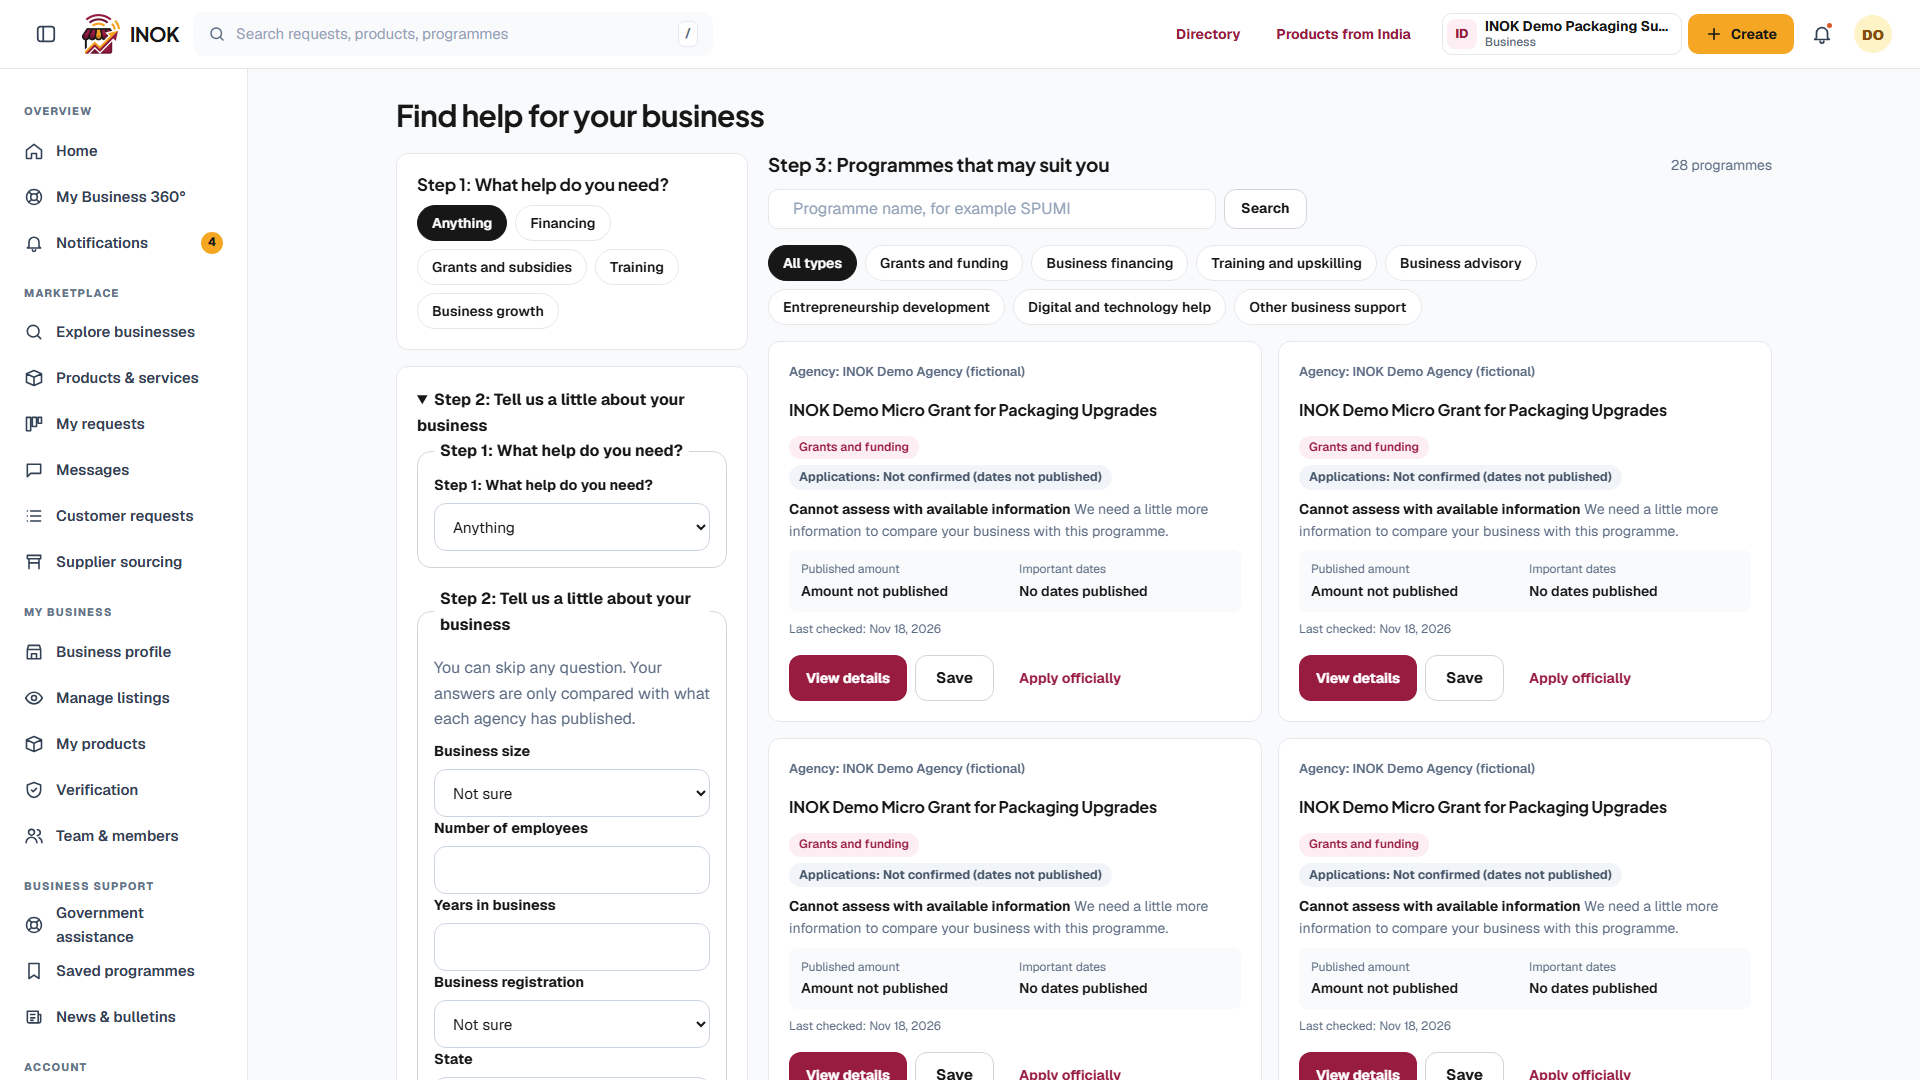 INOK
Search requests, products, programmes
/
Directory
Products from India
ID
INOK Demo Packaging Su...
Business
Create
DO
OVERVIEW
Home
My Business 360°
Notifications
4
MARKETPLACE
Explore businesses
Products & services
My requests
Messages
Customer requests
Supplier sourcing
MY BUSINESS
Business profile
Manage listings
My products
Verification
Team & members
BUSINESS SUPPORT
Government
assistance
Saved programmes
News & bulletins
ACCOUNT
Find help for your business
Step 1: What help do you need?
Anything
Financing
Grants and subsidies
Training
Business growth
Step 2: Tell us a little about your
business
Step 1: What help do you need?
Step 1: What help do you need?
Anything
Step 2: Tell us a little about your
business
You can skip any question. Your
answers are only compared with what
each agency has published.
Business size
Not sure
Number of employees
Years in business
Business registration
Not sure
State
Step 3: Programmes that may suit you
28 programmes
Programme name, for example SPUMI
Search
All types
Grants and funding
Business financing
Training and upskilling
Business advisory
Entrepreneurship development
Digital and technology help
Other business support
Agency: INOK Demo Agency (fictional)
INOK Demo Micro Grant for Packaging Upgrades
Grants and funding
Applications: Not confirmed (dates not published)
Cannot assess with available information We need a little more
information to compare your business with this programme.
Published amount
Important dates
Amount not published
No dates published
Last checked: Nov 18, 2026
View details
Save
Apply officially
Agency: INOK Demo Agency (fictional)
INOK Demo Micro Grant for Packaging Upgrades
Grants and funding
Applications: Not confirmed (dates not published)
Cannot assess with available information We need a little more
information to compare your business with this programme.
Published amount
Important dates
Amount not published
No dates published
Last checked: Nov 18, 2026
View details
Save
Apply officially
Agency: INOK Demo Agency (fictional)
INOK Demo Micro Grant for Packaging Upgrades
Grants and funding
Applications: Not confirmed (dates not published)
Cannot assess with available information We need a little more
information to compare your business with this programme.
Published amount
Important dates
Amount not published
No dates published
Last checked: Nov 18, 2026
View details
Save
Apply officially
Agency: INOK Demo Agency (fictional)
INOK Demo Micro Grant for Packaging Upgrades
Grants and funding
Applications: Not confirmed (dates not published)
Cannot assess with available information We need a little more
information to compare your business with this programme.
Published amount
Important dates
Amount not published
No dates published
Last checked: Nov 18, 2026
View details
Save
Apply officially